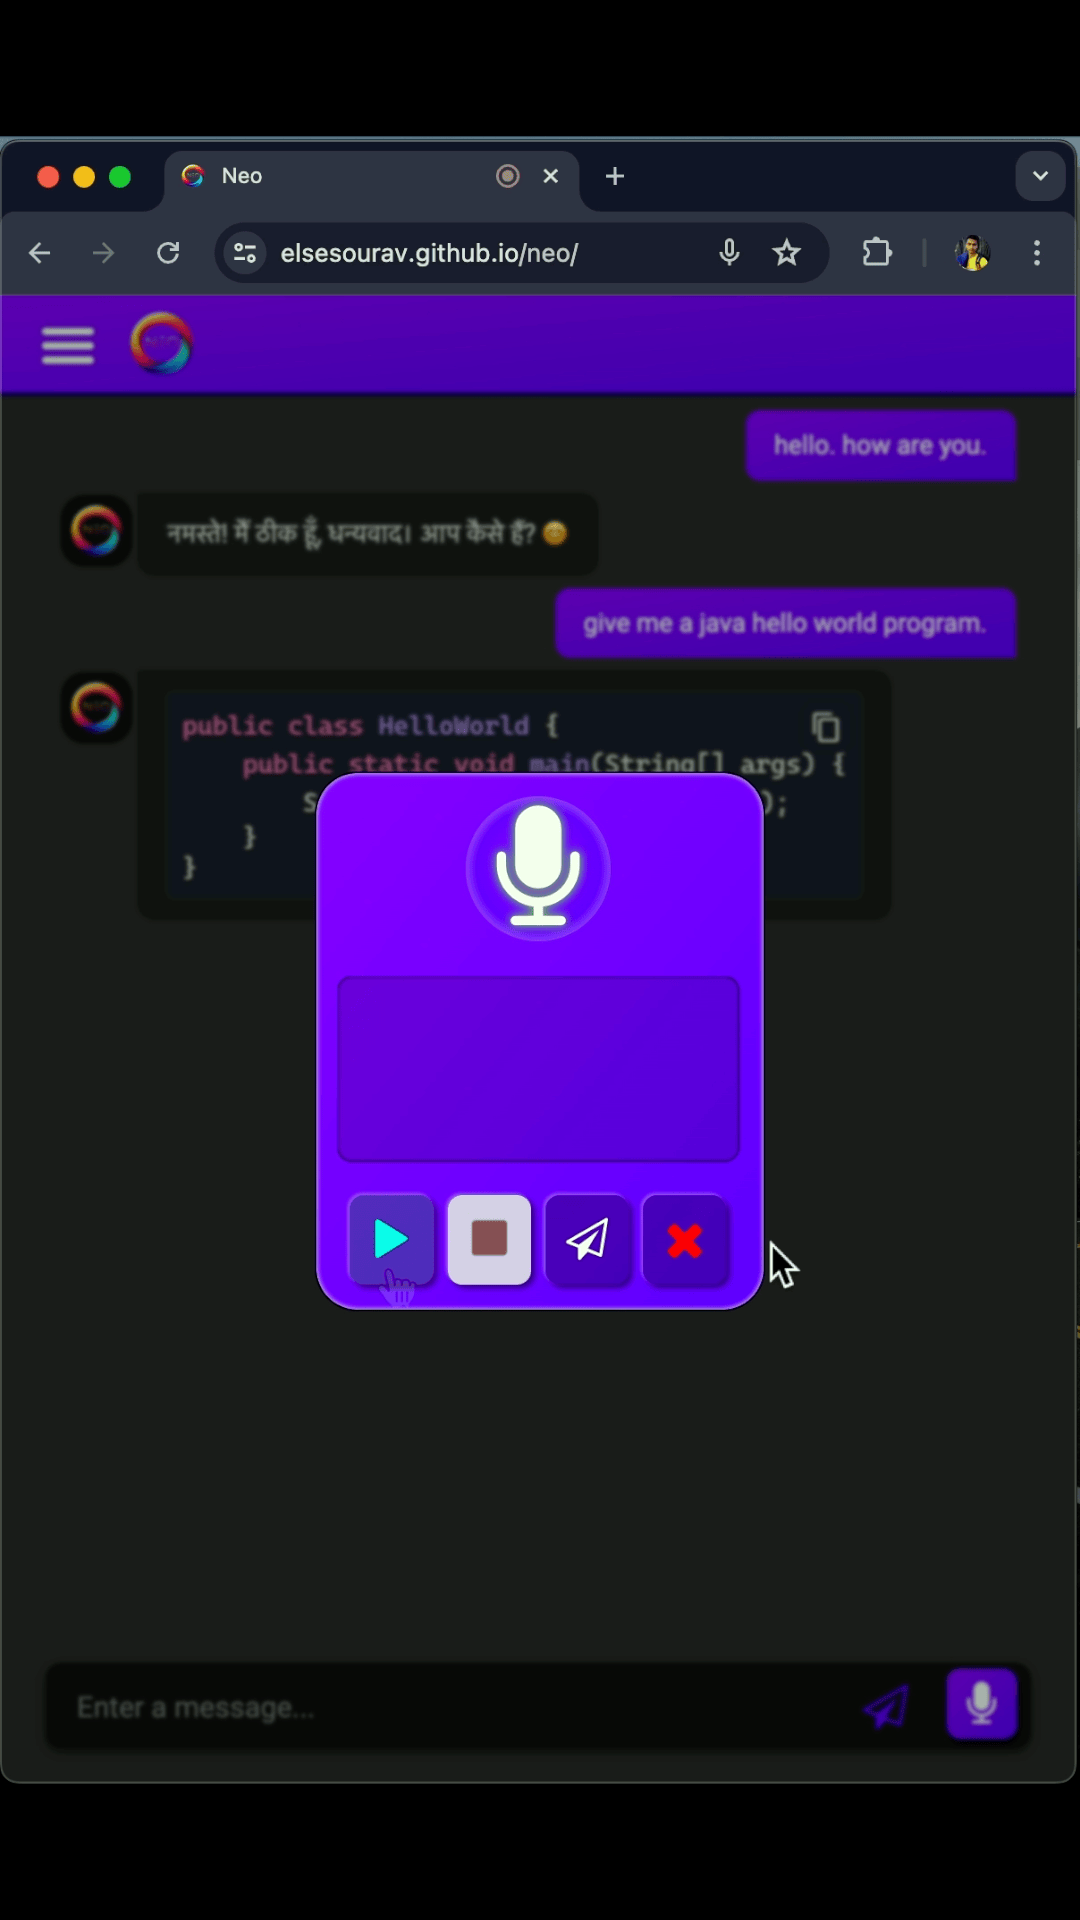 Neo
elsesourav.github.io/neo/
hello. how are you.
नमस्ते! मैं ठीक हूँ, धन्यवाद। आप कैसे हैं? 😊
give me a java hello world program.
public class HelloWorld {
public static void main(String[] args) {
S );
}
}
Enter a message...